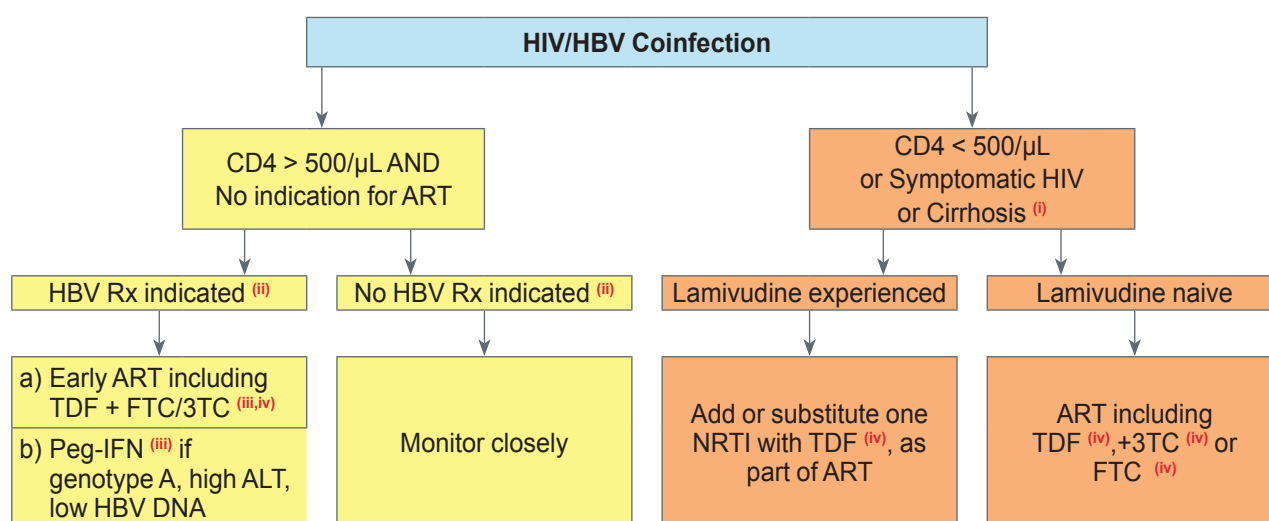 HIV/HBV Coinfection
CD4 > 500/µL AND
No indication for ART
CD4 < 500/µL
or Symptomatic HIV
or Cirrhosis (i)
HBV Rx indicated (ii)
No HBV Rx indicated (ii)
Lamivudine experienced
Lamivudine naive
a) Early ART including
TDF + FTC/3TC (iii,iv)
b) Peg-IFN (iii) if
genotype A, high ALT,
low HBV DNA
Monitor closely
Add or substitute one
NRTI with TDF (iv), as
part of ART
ART including
TDF (iv),+3TC (iv) or
FTC (iv)